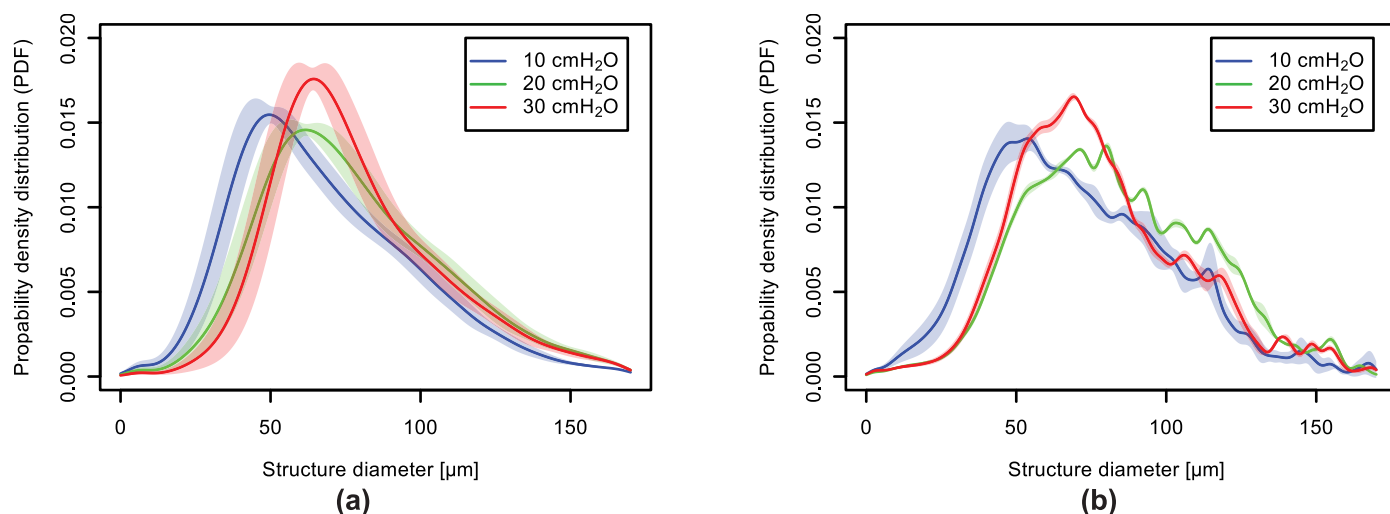 Propability density distribution (PDF)
0.020
0.015
0.010
0.005
0.000
10 cmH₂O
20 cmH₂O
30 cmH₂O
0 50 100 150
Structure diameter [µm]
(a)
Propability density distribution (PDF)
0.020
0.015
0.010
0.005
0.000
10 cmH₂O
20 cmH₂O
30 cmH₂O
0 50 100 150
Structure diameter [µm]
(b)